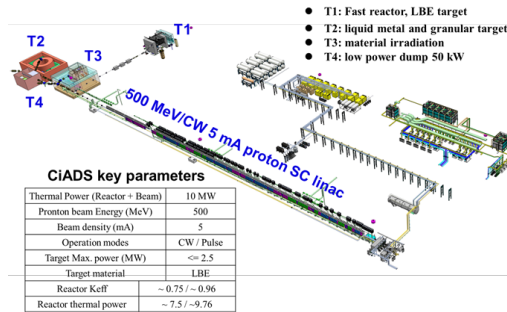 T1: Fast reactor, LBE target
T2: liquid metal and granular target
T3: material irradiation
T4: low power dump 50 kW
T1
T2
T3
T4
500 MeV/CW 5 mA proton SC linac
CiADS key parameters
Thermal Power (Reactor + Beam) 10 MW
Pronton beam Energy (MeV) 500
Beam density (mA) 5
Operation modes CW / Pulse
Target Max. power (MW) <= 2.5
Target material LBE
Reactor Keff ~ 0.75 / ~ 0.96
Reactor thermal power ~ 7.5 / ~9.76